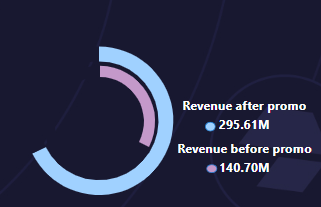 Revenue after promo
295.61M
Revenue before promo
140.70M